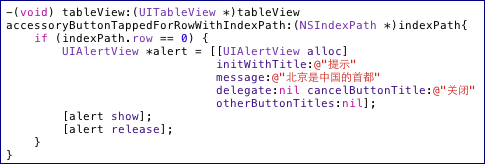 -(void) tableView:(UITableView *)tableView
accessoryButtonTappedForRowWithIndexPath:(NSIndexPath *)indexPath{
    if (indexPath.row == 0) {
        UIAlertView *alert = [[UIAlertView alloc]
                              initWithTitle:@"提示"
                              message:@"北京是中国的首都"
                              delegate:nil cancelButtonTitle:@"关闭"
                              otherButtonTitles:nil];
        [alert show];
        [alert release];
    }
}